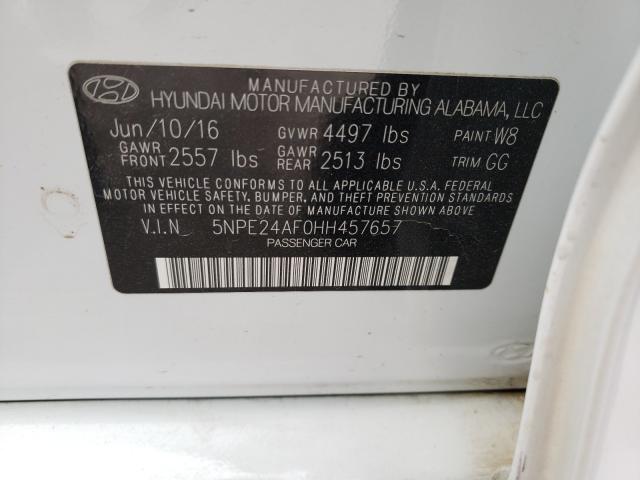 MANUFACTURED BY
HYUNDAI MOTOR MANUFACTURING ALABAMA, LLC
Jun/10/16 GVWR 4497 lbs PAINT W8
GAWR FRONT 2557 lbs GAWR REAR 2513 lbs TRIM GG
THIS VEHICLE CONFORMS TO ALL APPLICABLE U.S.A. FEDERAL
MOTOR VEHICLE SAFETY, BUMPER, AND THEFT PREVENTION STANDARDS
IN EFFECT ON THE DATE OF MANUFACTURE SHOWN ABOVE
V.I.N 5NPE24AF0HH457657
PASSENGER CAR